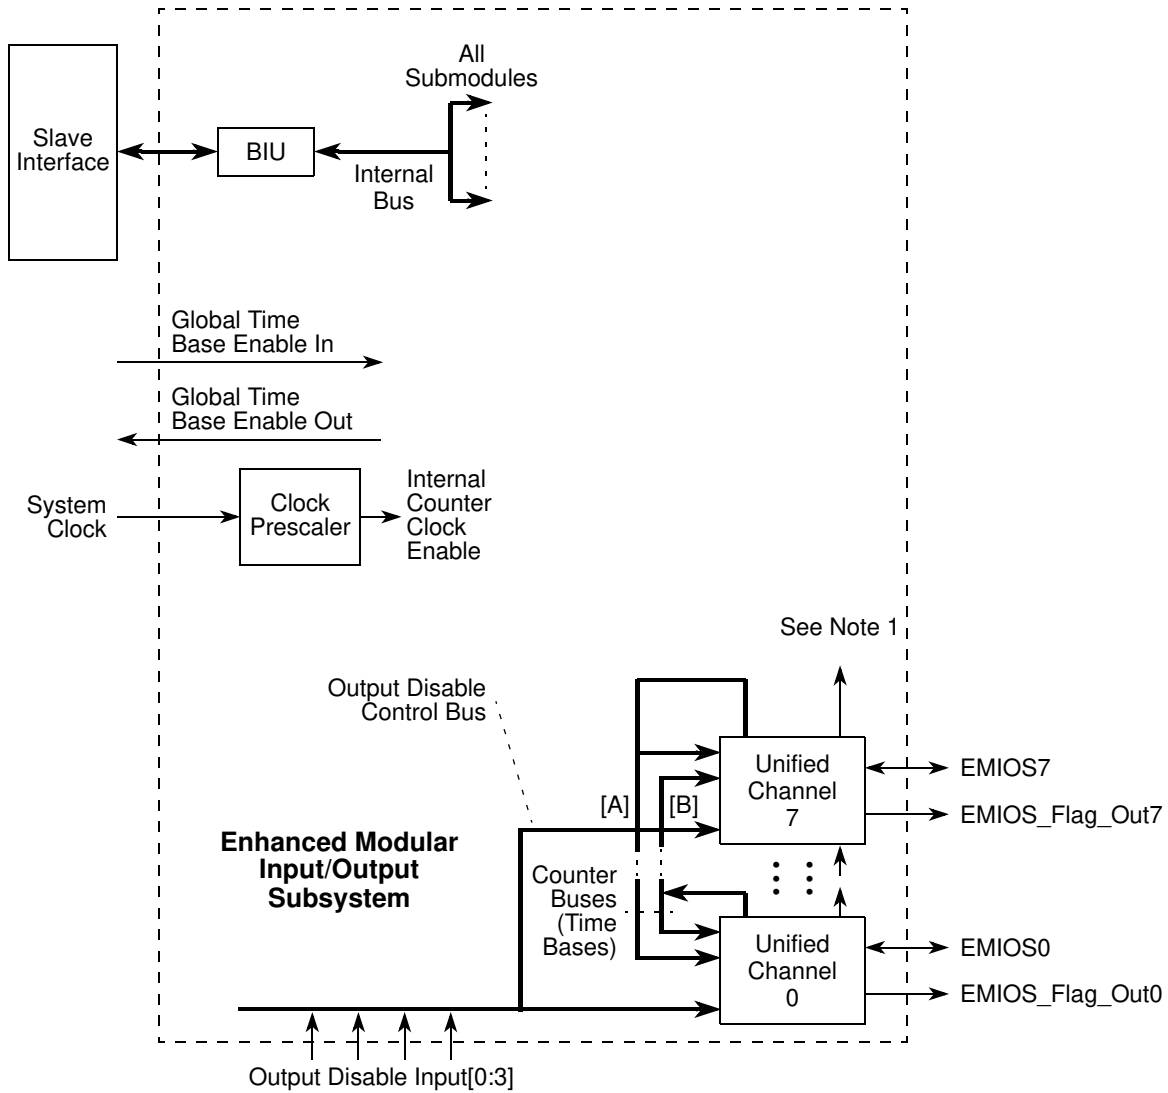 All
Submodules
Slave
Interface
BIU
Internal
Bus
Global Time
Base Enable In
Global Time
Base Enable Out
System
Clock
Clock
Prescaler
Internal
Counter
Clock
Enable
See Note 1
Output Disable
Control Bus
Unified
Channel
7
EMIOS7
EMIOS_Flag_Out7
[A]
[B]
Enhanced Modular
Input/Output
Subsystem
Counter
Buses
(Time
Bases)
Unified
Channel
0
EMIOS0
EMIOS_Flag_Out0
Output Disable Input[0:3]